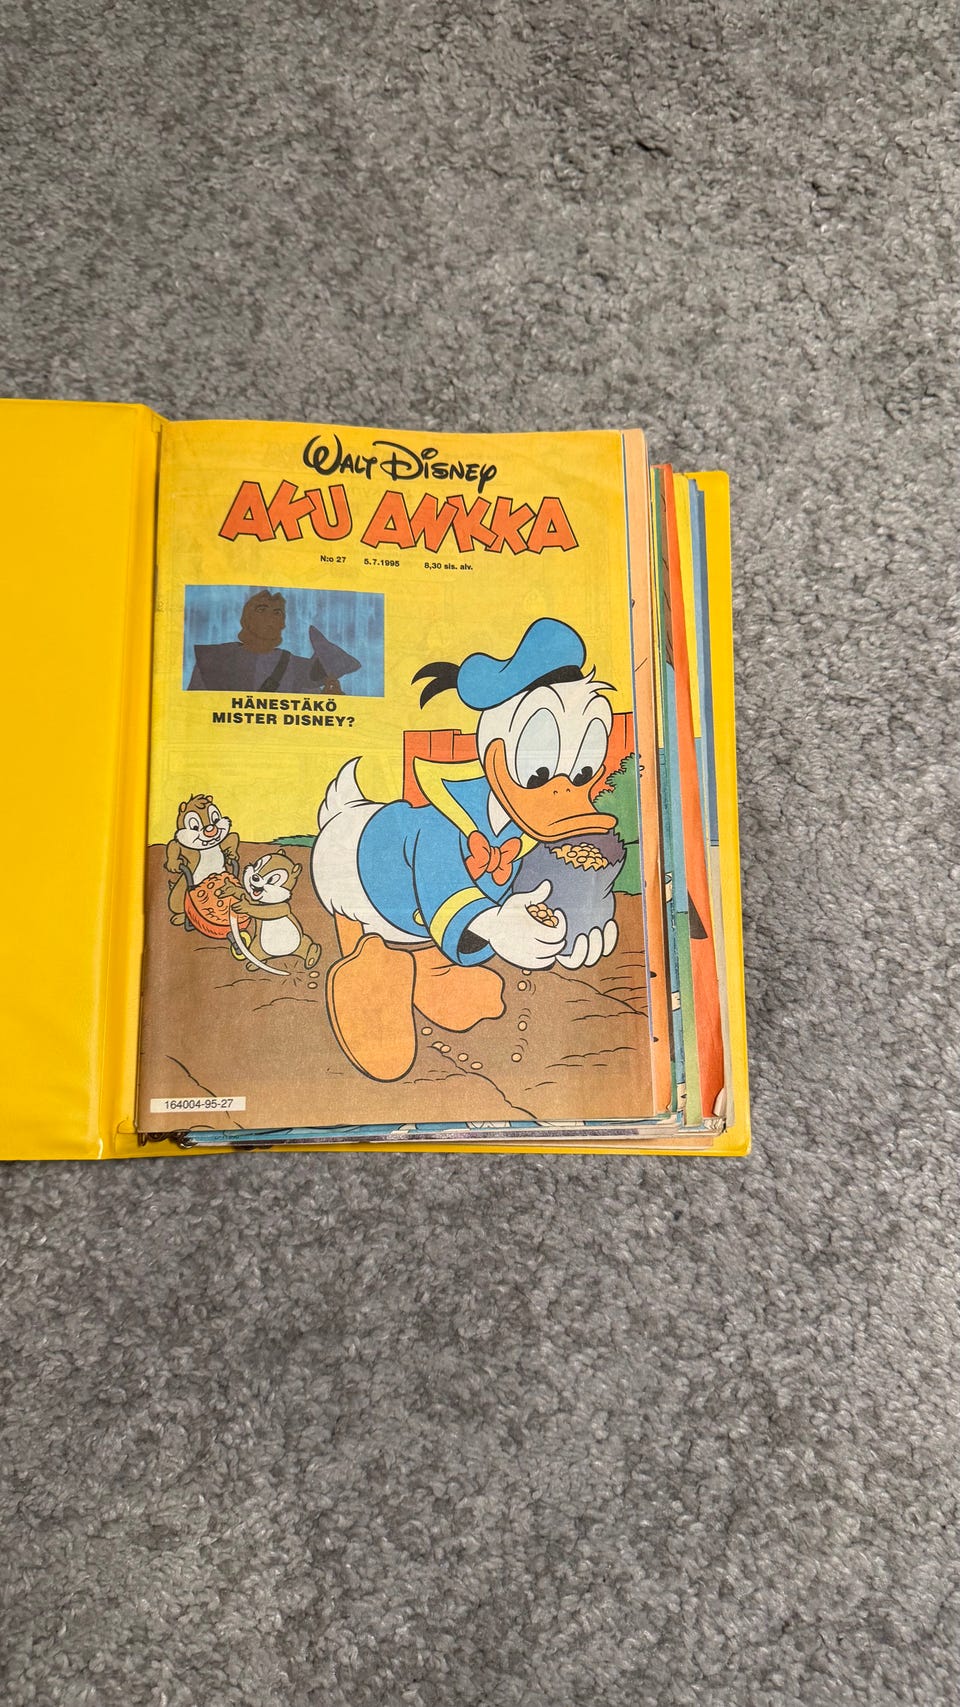 WALT DISNEY
AKU ANKKA
N:o 27 5.7.1995 8,30 sis. alv.
HÄNESTÄKÖ
MISTER DISNEY?
164004-95-27